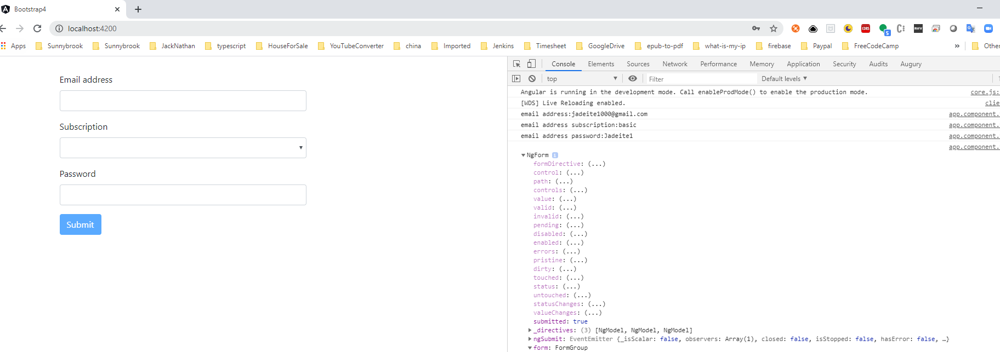 Bootstrap4
localhost:4200
Apps Sunnybrook Sunnybrook JackNathan typescript HouseForSale YouTubeConverter china Imported Jenkins Timesheet GoogleDrive epub-to-pdf what-is-my-ip firebase Paypal FreeCodeCamp » Other
Console Elements Sources Network Performance Memory Application Security Audits Augury
top Filter Default levels
Email address
Subscription
Password
Submit
Angular is running in the development mode. Call enableProdMode() to enable the production mode. core.js:
[WDS] Live Reloading enabled. clie
email address:jadeite1000@gmail.com app.component.
email address subscription:basic app.component.
email address password:Jadeite1 app.component.
app.component.
NgForm i
formDirective: (...)
control: (...)
path: (...)
controls: (...)
value: (...)
valid: (...)
invalid: (...)
pending: (...)
disabled: (...)
enabled: (...)
errors: (...)
pristine: (...)
dirty: (...)
touched: (...)
status: (...)
untouched: (...)
statusChanges: (...)
valueChanges: (...)
submitted: true
_directives: (3) [NgModel, NgModel, NgModel]
ngSubmit: EventEmitter {_isScalar: false, observers: Array(1), closed: false, isStopped: false, hasError: false, …}
form: FormGroup